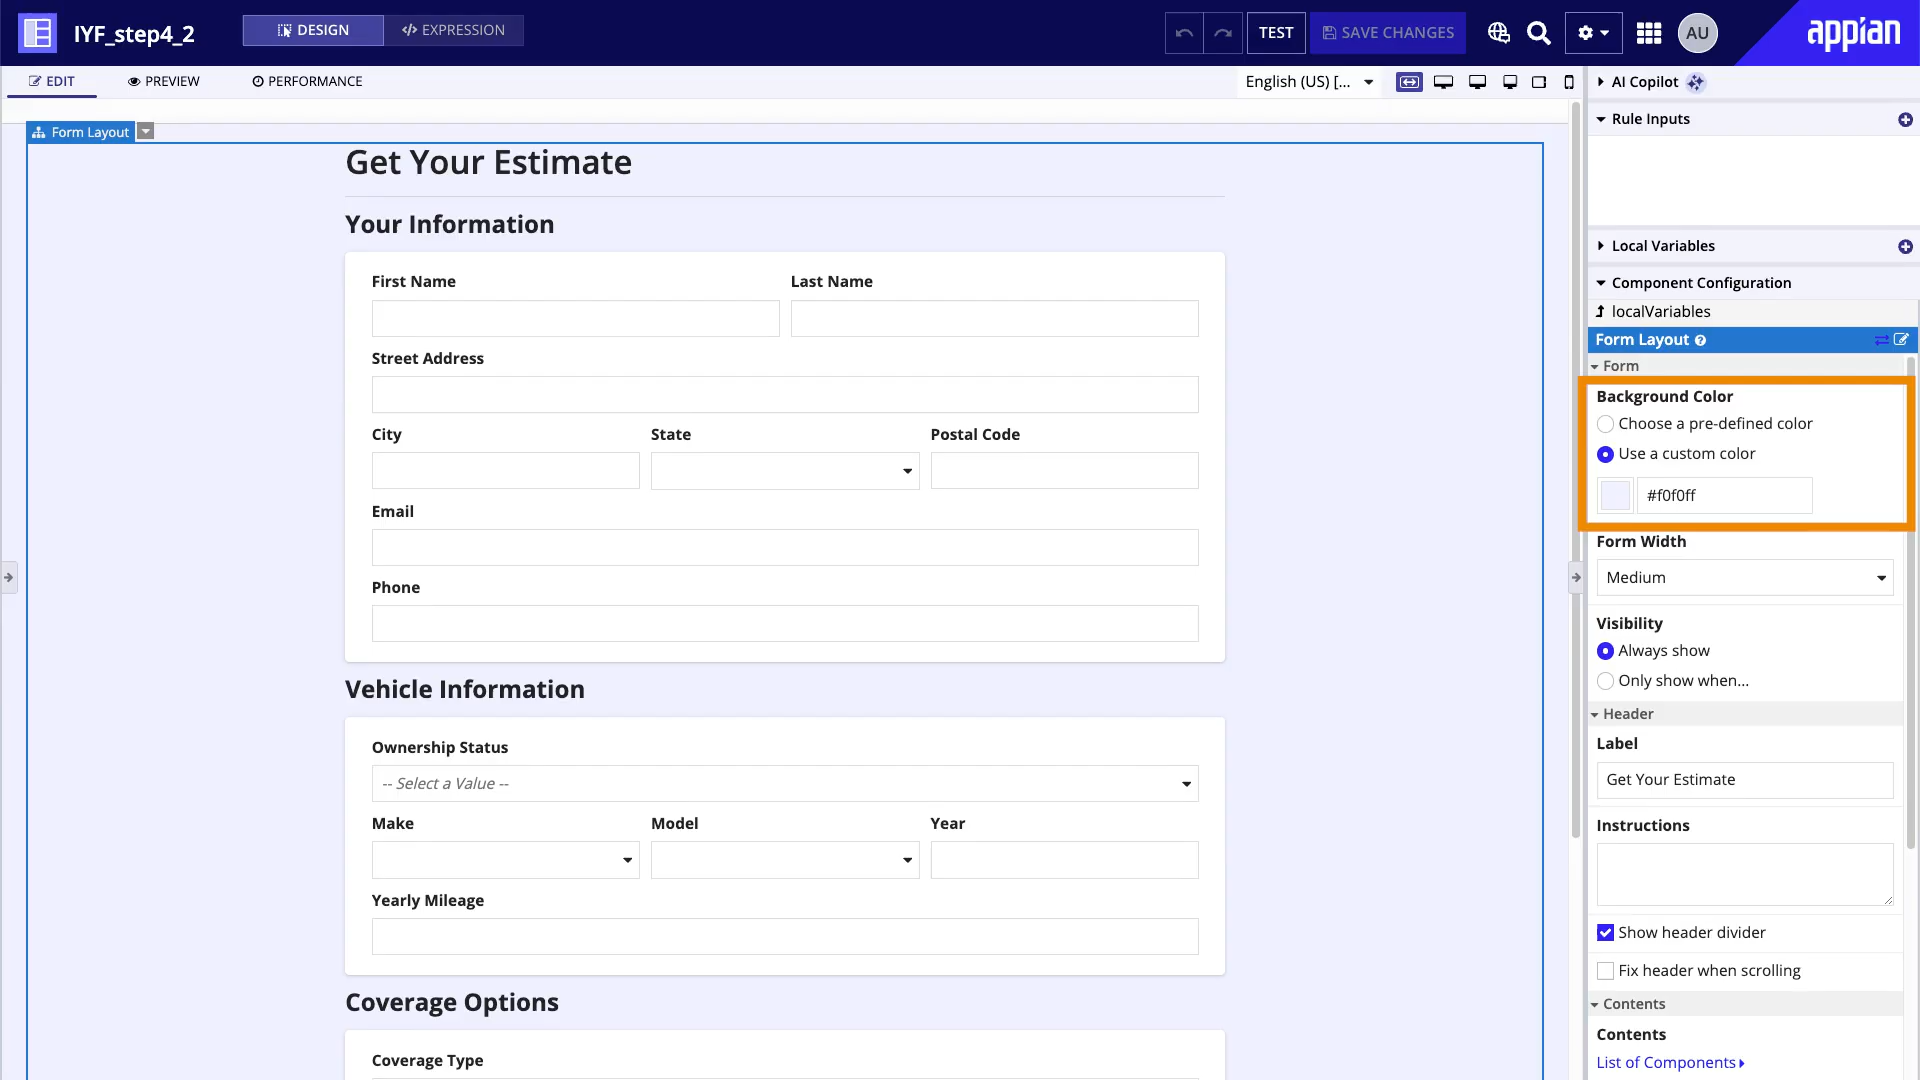 IYF_step4_2
DESIGN
</> EXPRESSION
TEST
SAVE CHANGES
AU
appian
EDIT
PREVIEW
PERFORMANCE
English (US) [...
Form Layout
Get Your Estimate
Your Information
First Name
Last Name
Street Address
City
State
Postal Code
Email
Phone
Vehicle Information
Ownership Status
-- Select a Value --
Make
Model
Year
Yearly Mileage
Coverage Options
Coverage Type
AI Copilot
Rule Inputs
Local Variables
Component Configuration
localVariables
Form Layout
Form
Background Color
Choose a pre-defined color
Use a custom color
#f0f0ff
Form Width
Medium
Visibility
Always show
Only show when...
Header
Label
Get Your Estimate
Instructions
Show header divider
Fix header when scrolling
Contents
Contents
List of Components